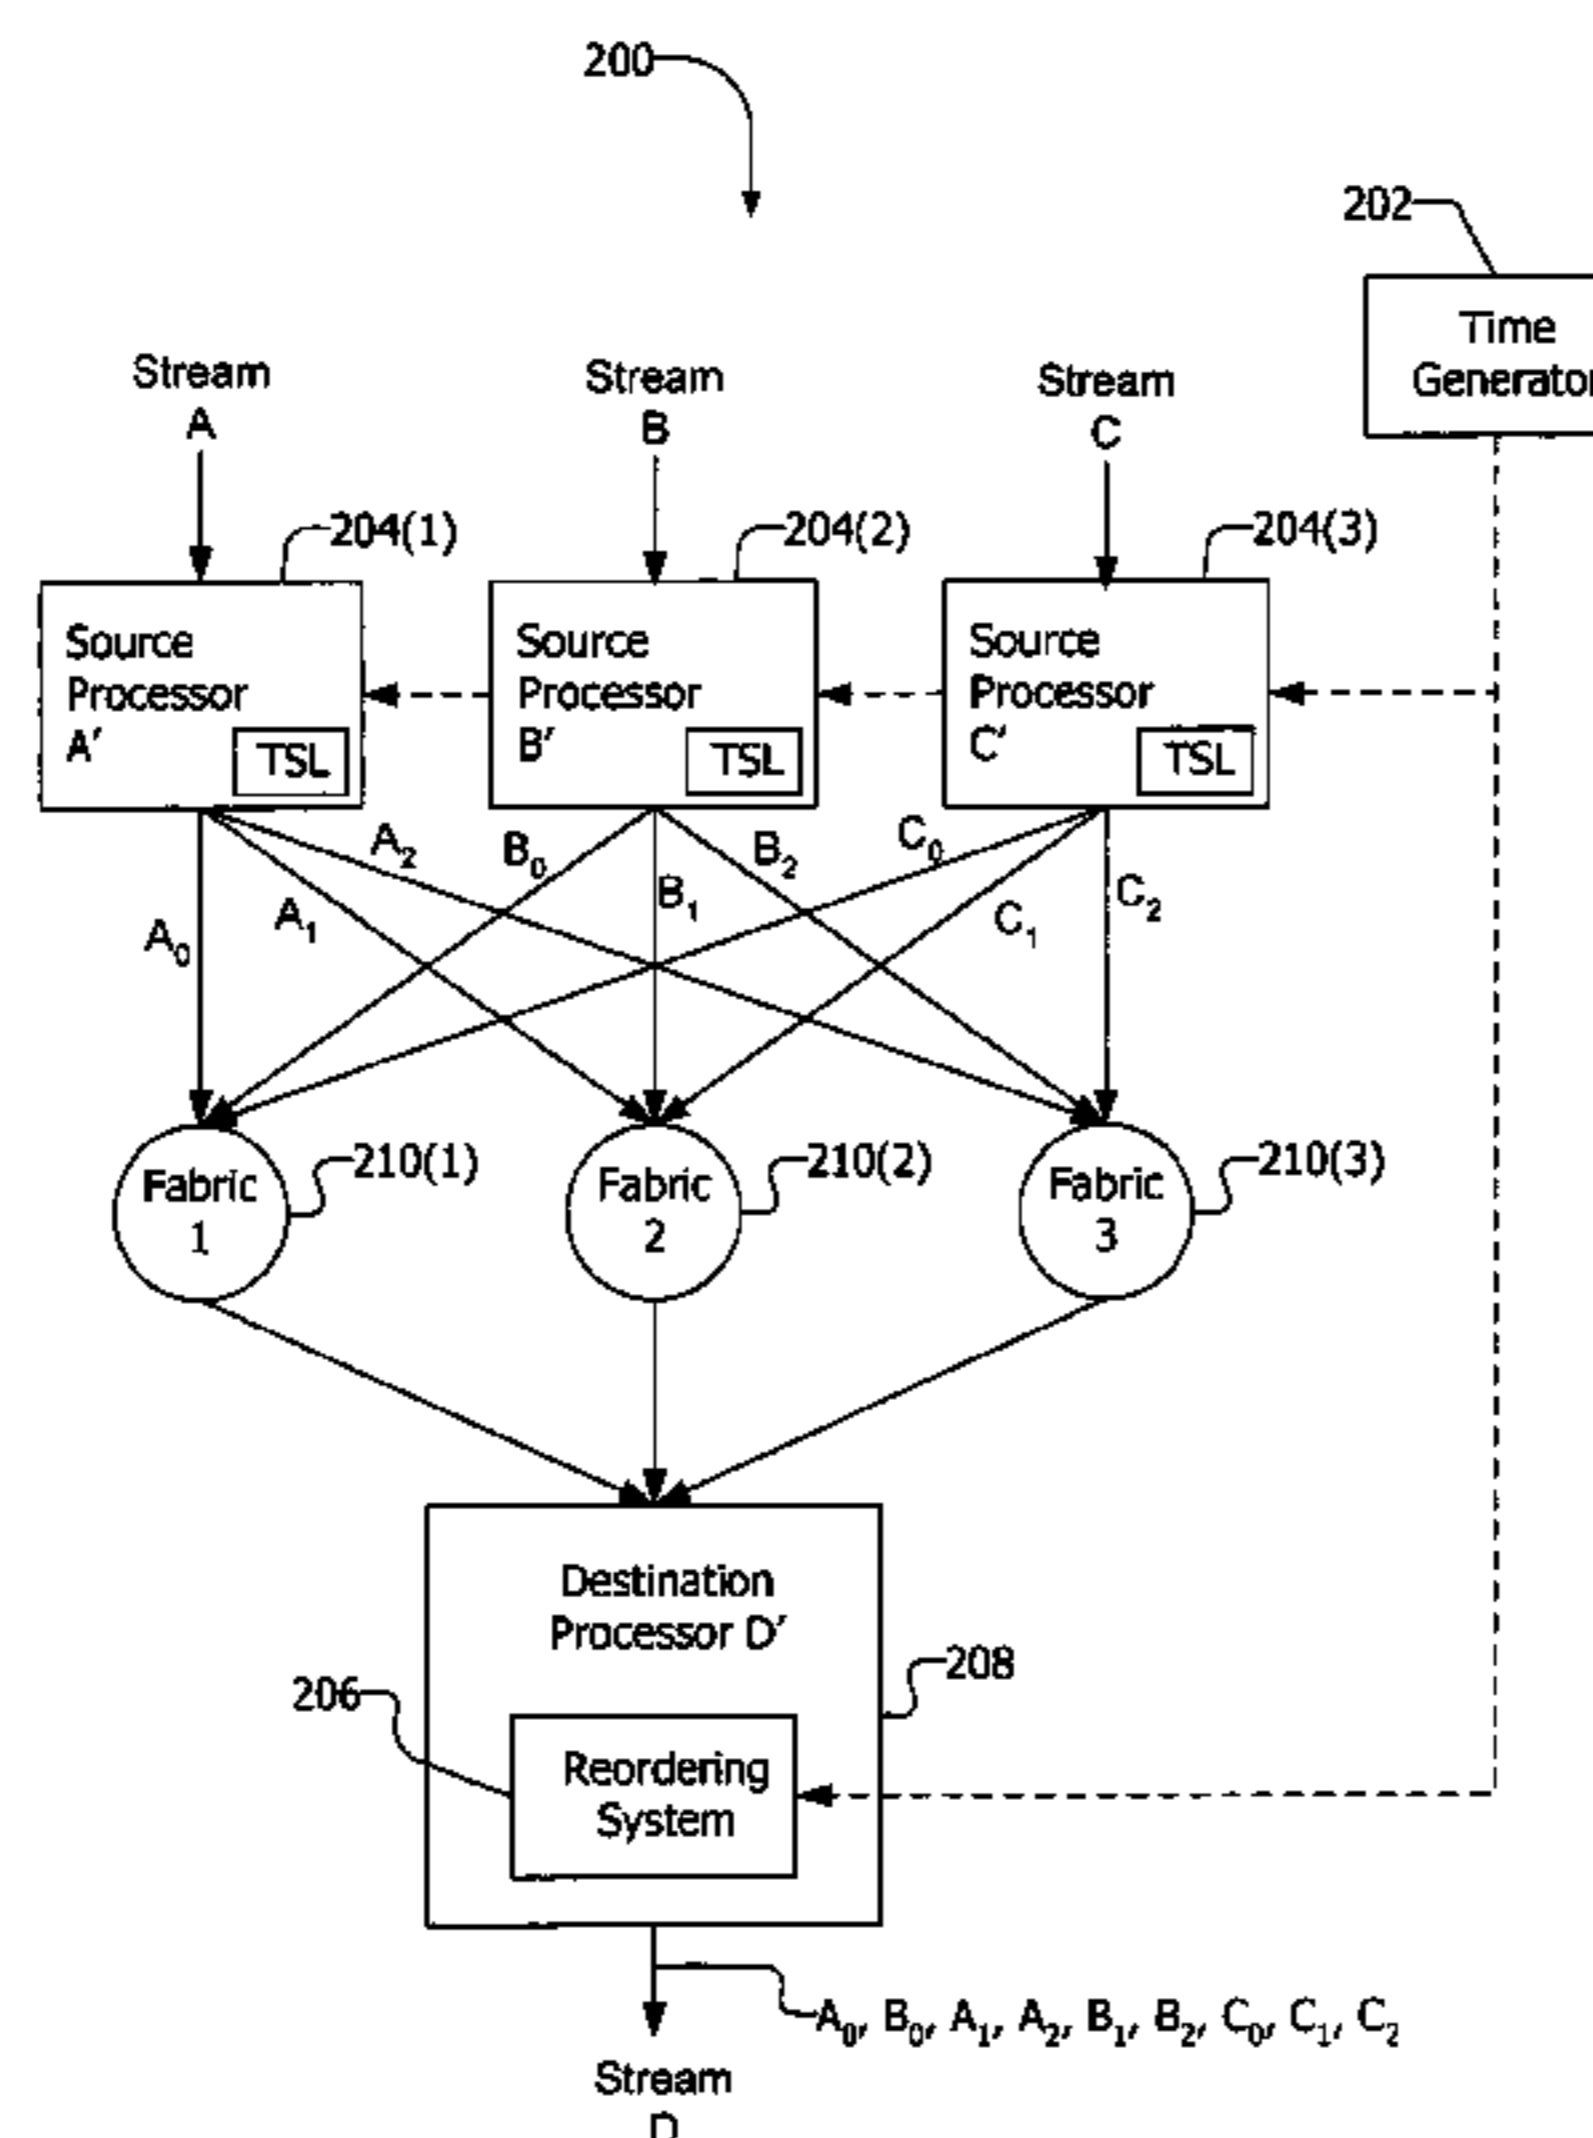 200
202
Time
Generator
Stream
A
Stream
B
Stream
C
204(1)
204(2)
204(3)
Source
Processor
A′
TSL
Source
Processor
B′
TSL
Source
Processor
C′
TSL
A₀
A₁
A₂
B₀
B₁
B₂
C₀
C₁
C₂
Fabric
1
210(1)
Fabric
2
210(2)
Fabric
3
210(3)
Destination
Processor D′
208
206
Reordering
System
A₀, B₀, A₁, A₂, B₁, B₂, C₀, C₁, C₂
Stream
D